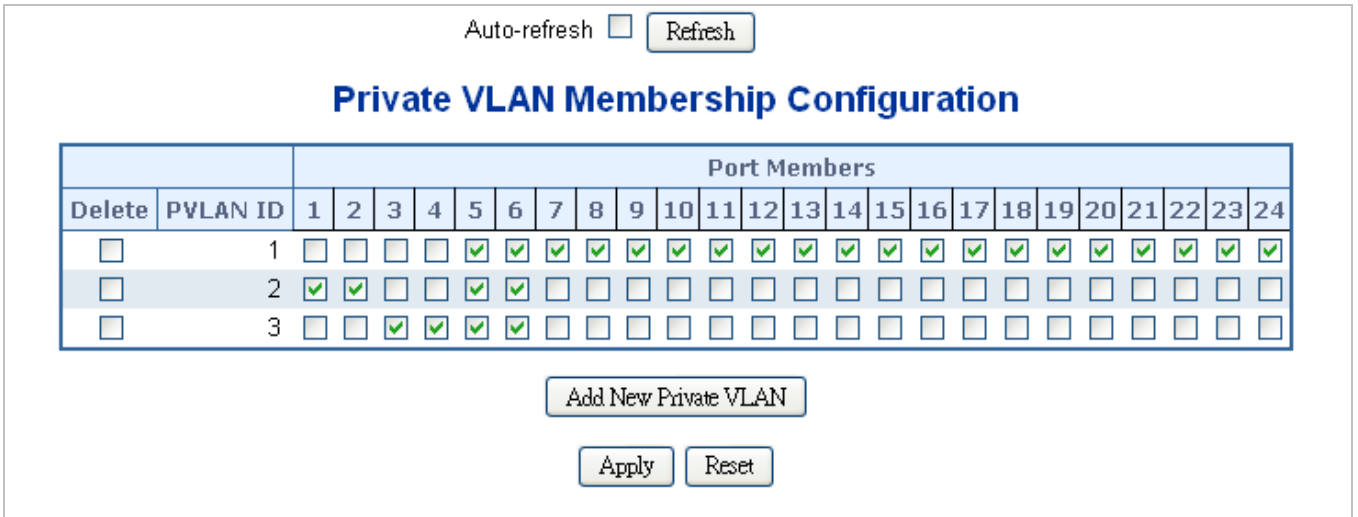 Auto-refresh Refresh
Private VLAN Membership Configuration
Port Members
Delete PVLAN ID 1 2 3 4 5 6 7 8 9 10 11 12 13 14 15 16 17 18 19 20 21 22 23 24
1
2
3
Add New Private VLAN
Apply Reset